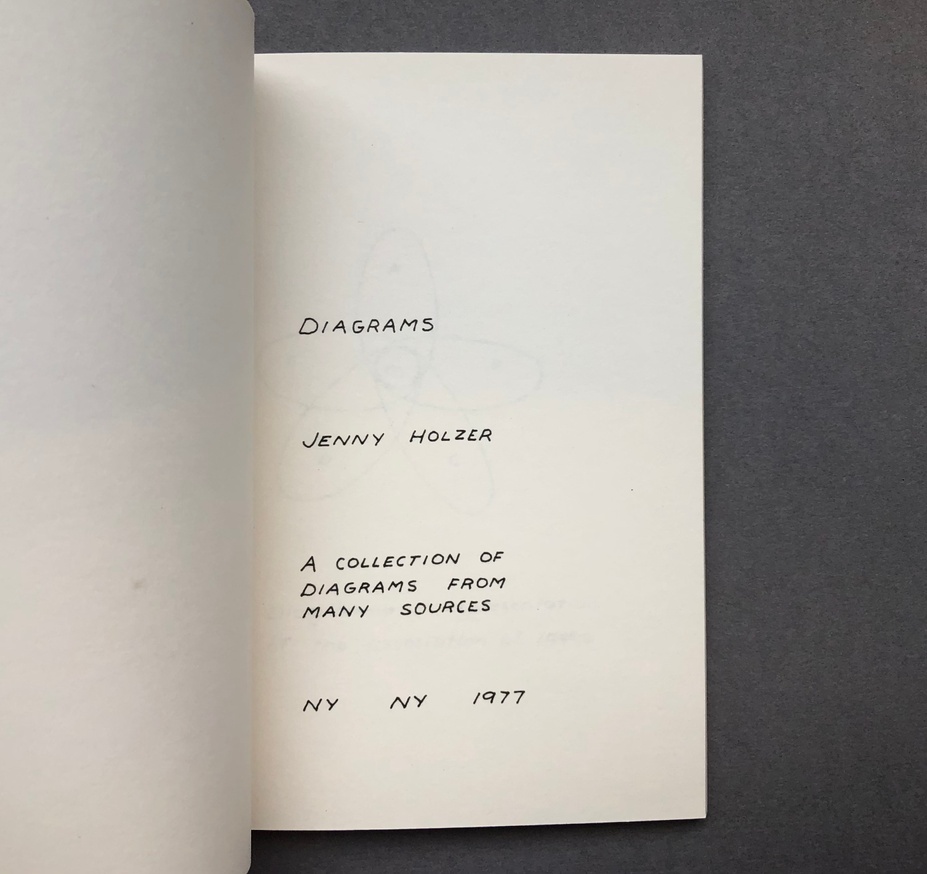 DIAGRAMS
JENNY HOLZER
A COLLECTION OF
DIAGRAMS FROM
MANY SOURCES
NY NY 1977